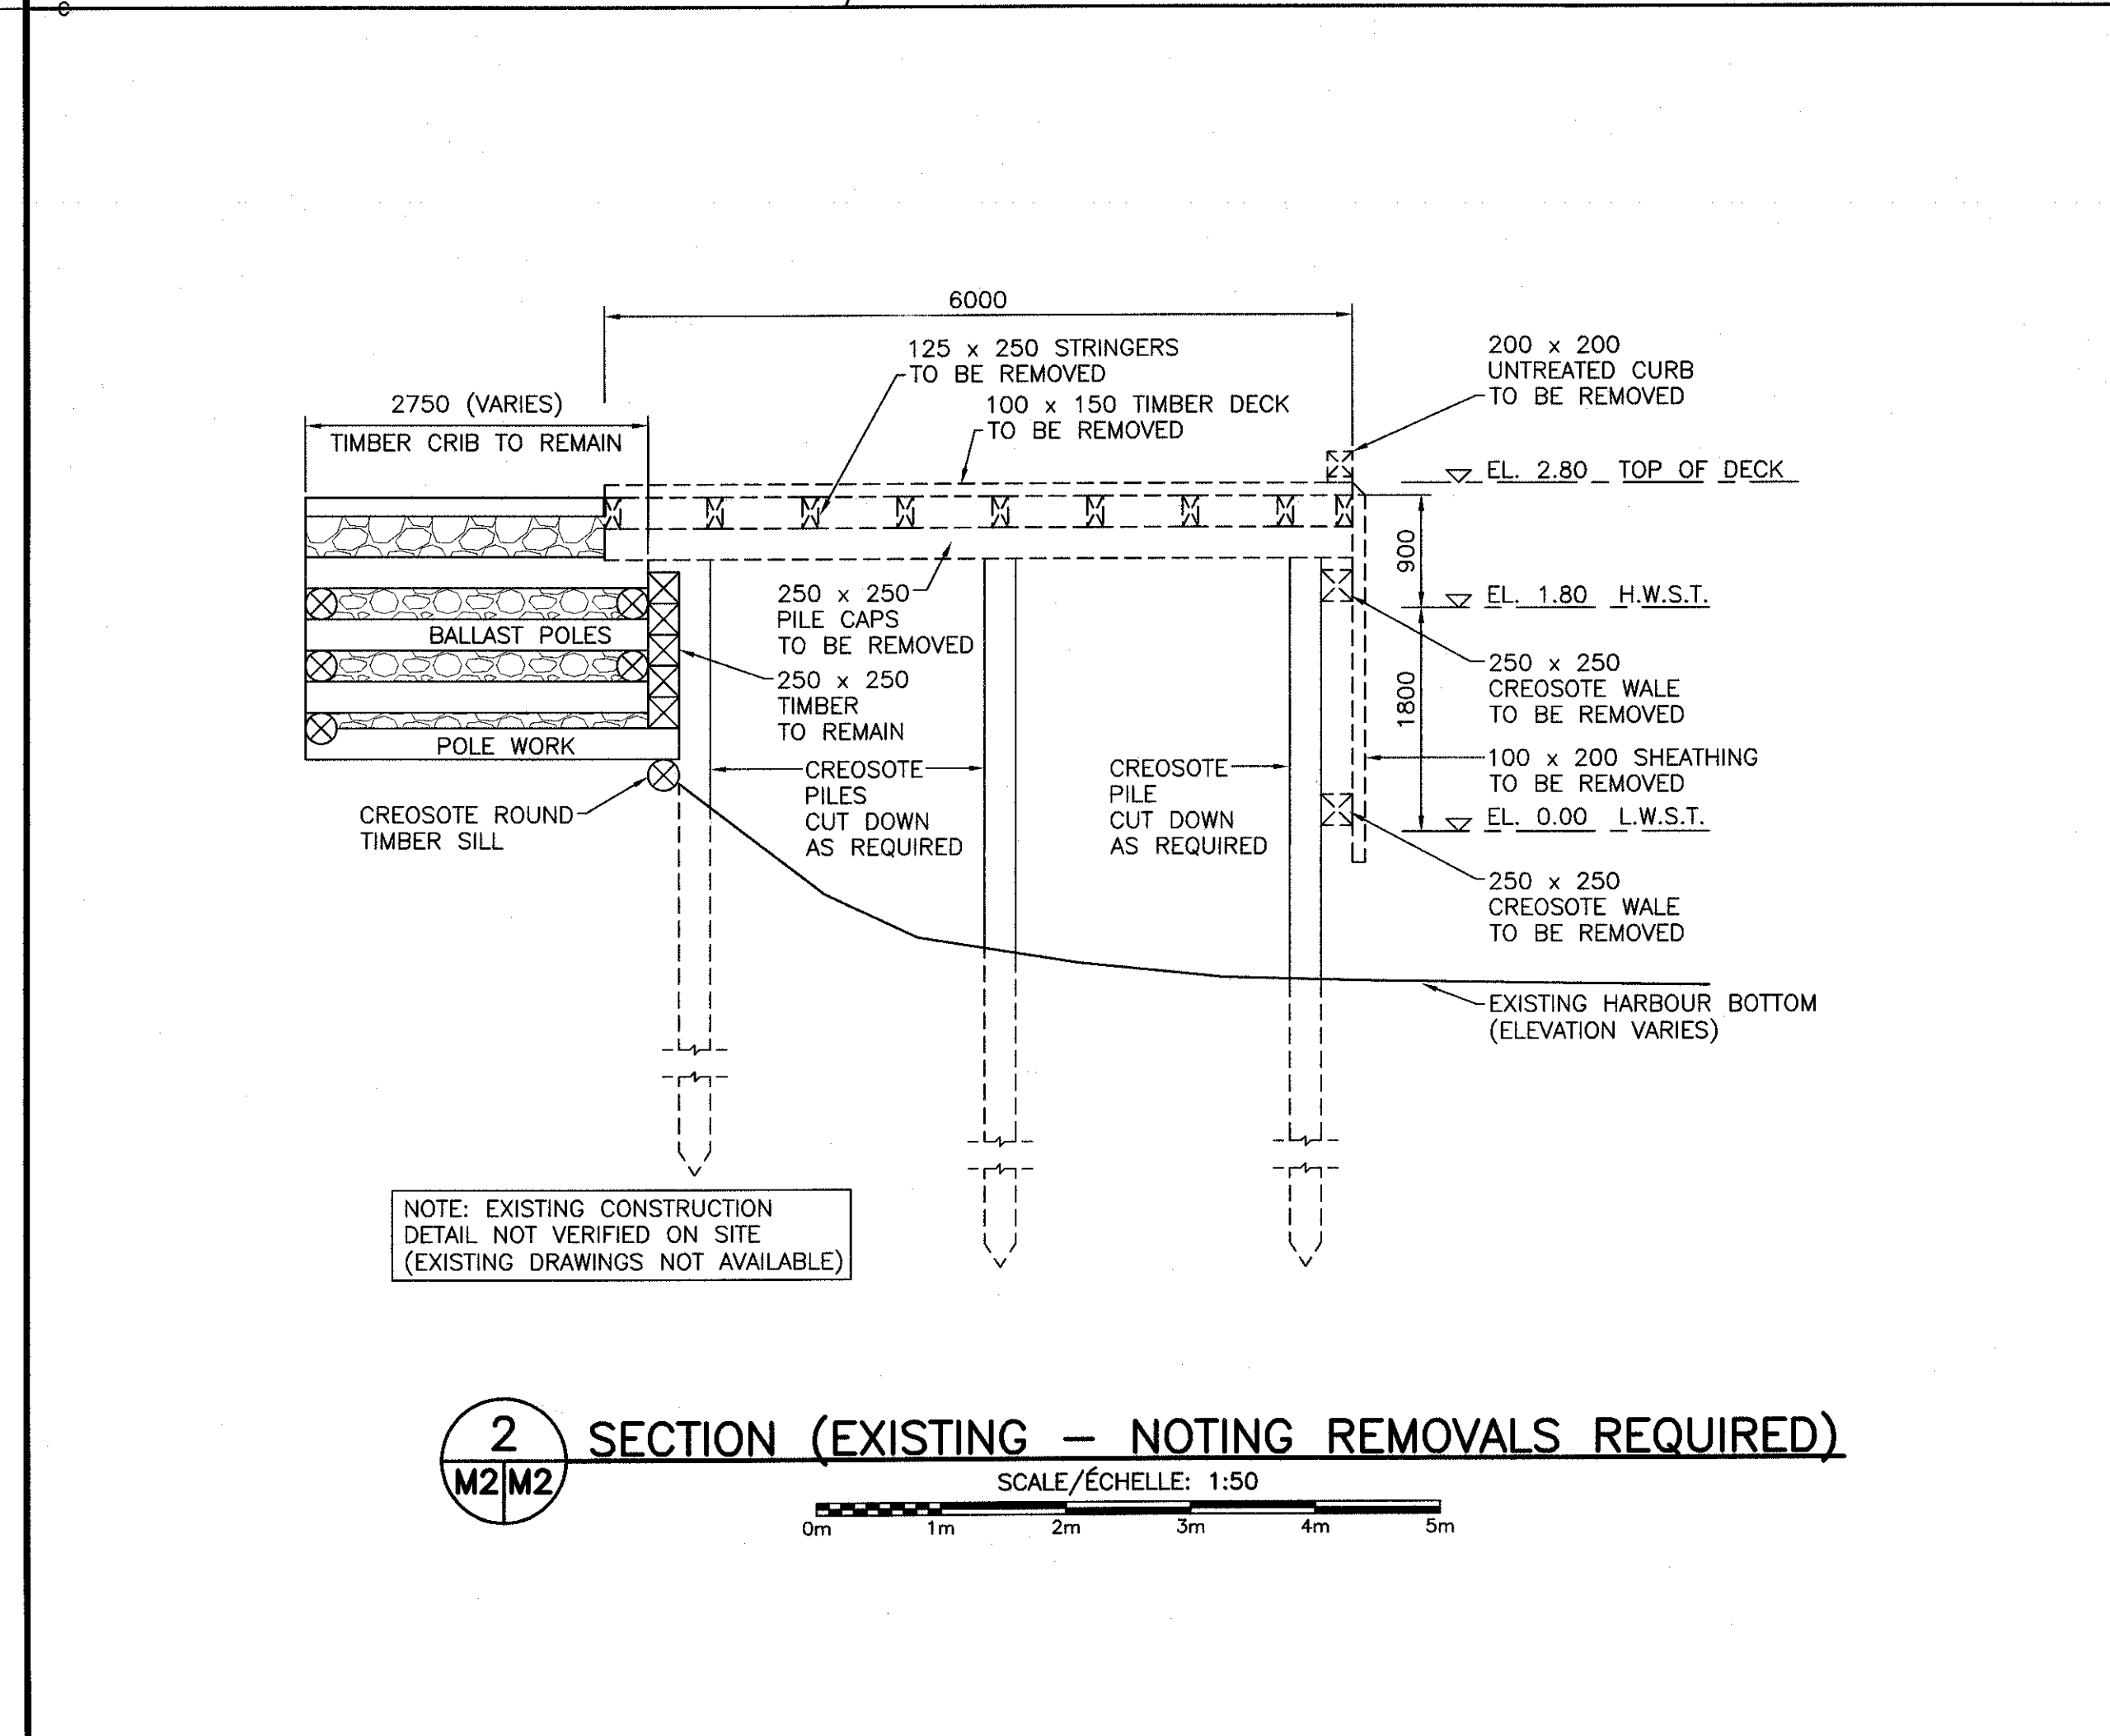 6000
125 x 250 STRINGERS
TO BE REMOVED
200 x 200
UNTREATED CURB
TO BE REMOVED
2750 (VARIES)
TIMBER CRIB TO REMAIN
100 x 150 TIMBER DECK
TO BE REMOVED
EL. 2.80 TOP OF DECK
900
EL. 1.80 H.W.S.T.
250 x 250
PILE CAPS
TO BE REMOVED
BALLAST POLES
250 x 250
TIMBER
TO REMAIN
1800
250 x 250
CREOSOTE WALE
TO BE REMOVED
POLE WORK
CREOSOTE
PILES
CUT DOWN
AS REQUIRED
CREOSOTE
PILE
CUT DOWN
AS REQUIRED
100 x 200 SHEATHING
TO BE REMOVED
CREOSOTE ROUND
TIMBER SILL
EL. 0.00 L.W.S.T.
250 x 250
CREOSOTE WALE
TO BE REMOVED
EXISTING HARBOUR BOTTOM
(ELEVATION VARIES)
NOTE: EXISTING CONSTRUCTION
DETAIL NOT VERIFIED ON SITE
(EXISTING DRAWINGS NOT AVAILABLE)
2
M2 M2
SECTION (EXISTING – NOTING REMOVALS REQUIRED)
SCALE/ÉCHELLE: 1:50
0m 1m 2m 3m 4m 5m